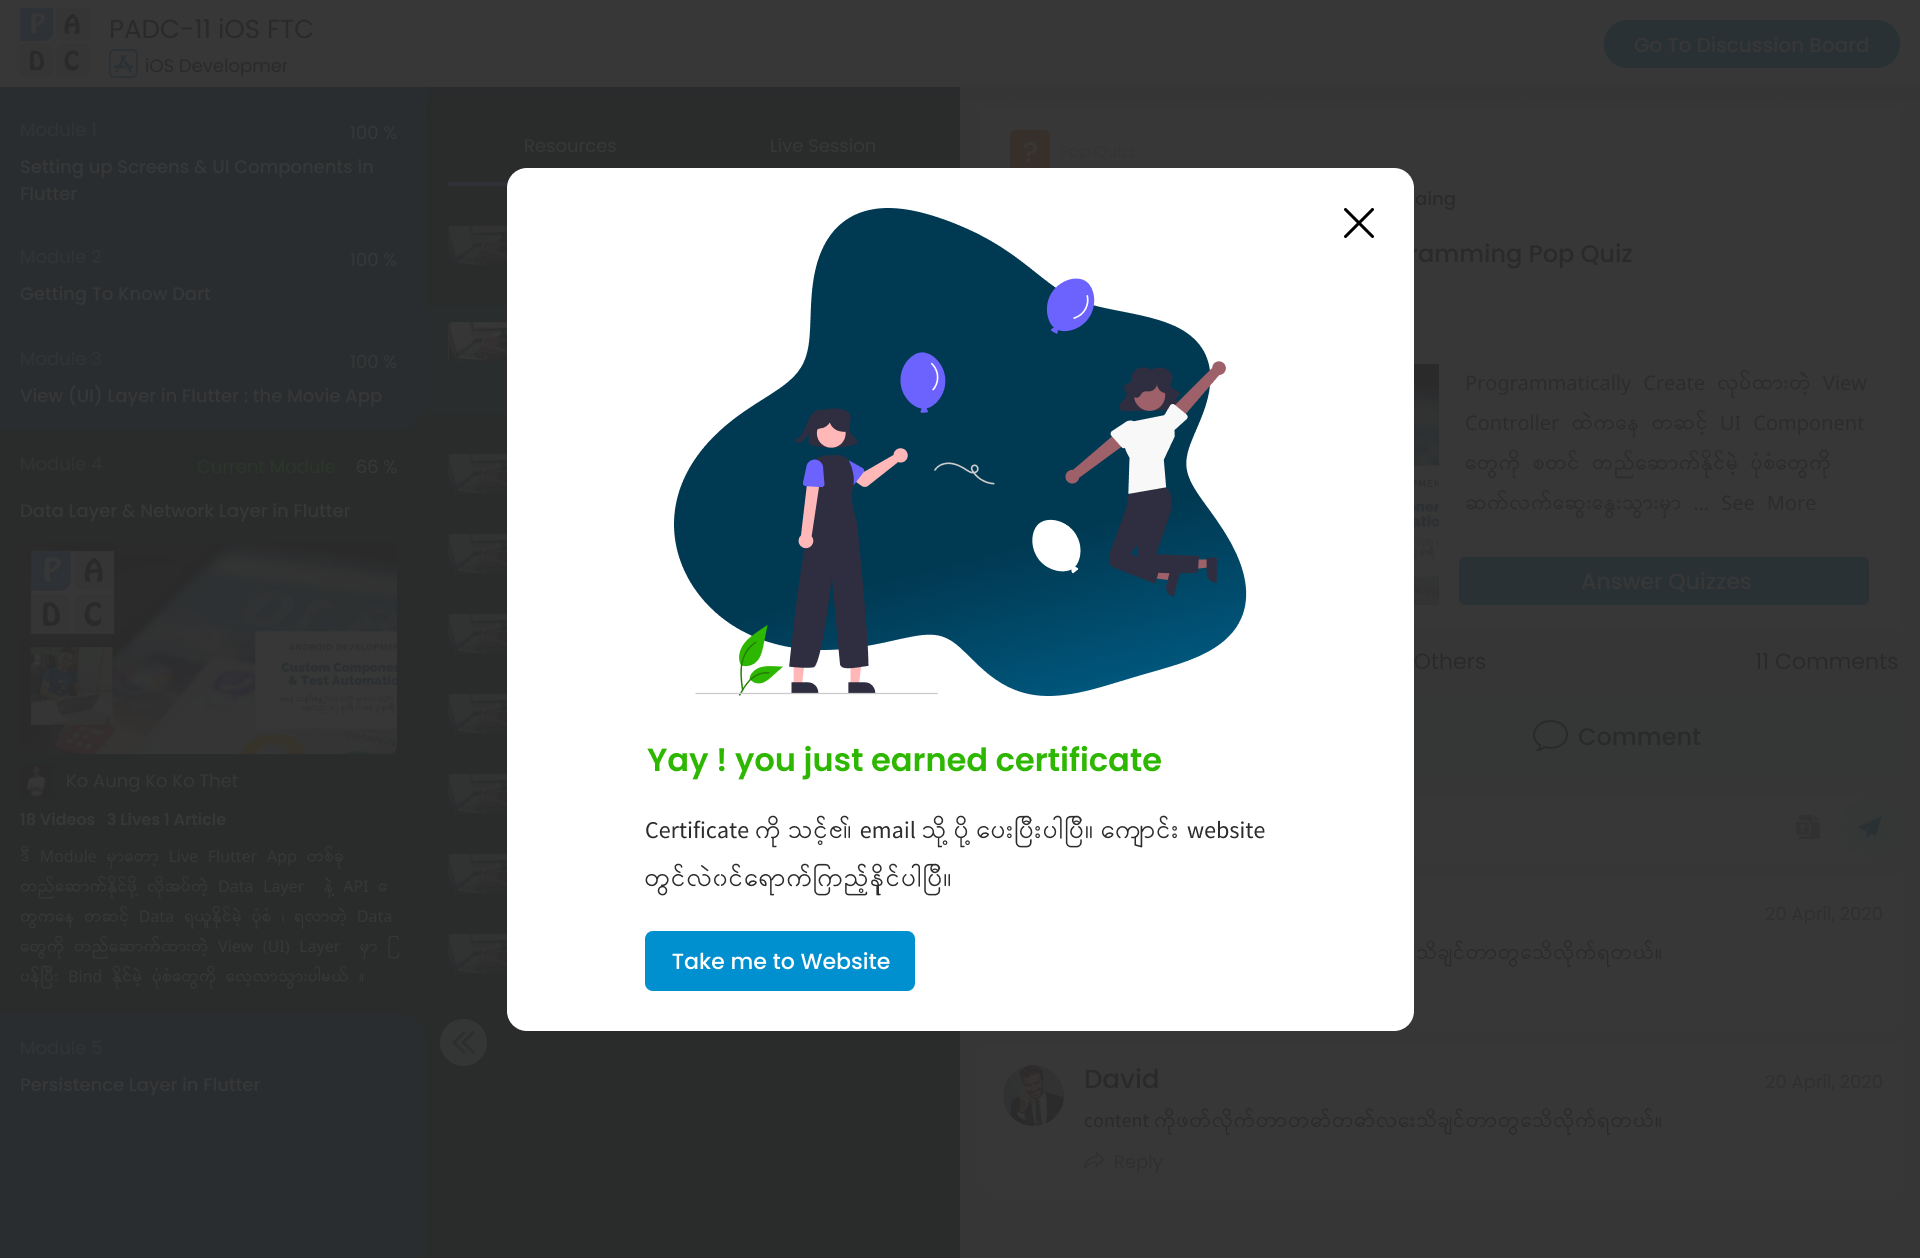 PADC-11 iOS FTC
iOS Developmer
Go To Discussion Board
Module 1
100 %
Setting up Screens & UI Components in
Flutter
Module 2
100 %
Getting To Know Dart
Module 3
100 %
View (UI) Layer in Flutter : the Movie App
Module 4
Current Module
66 %
Data Layer & Network Layer in Flutter
P A
D C
Custom Componen
& Test Automatio
Ko Aung Ko Ko Thet
18 Videos 3 Lives 1 Article
ဒီ Module မှာတော့ Live Flutter App တစ်ခု
တည်ဆောက်နိုင်ဖို့ လိုအပ်တဲ့ Data Layer နဲ့ API
တွကနေ တဆင့် Data ရယူနိုင်မဲ့ ပုံစံ ၊ ရလာတဲ့ Data
တွေကို တည်ဆောက်ထားတဲ့ View (UI) Layer မှာ
ပန်ပြီး Bind နိုင်မဲ့ ပုံစံတွေကို လေ့လာသွားပါမယ် ။
Module 5
Persistence Layer in Flutter
Resources
Live Session
Yay ! you just earned certificate
Certificate ကို သင့်၏ email သို့ ပို့ ပေးပြီးပါပြီ။ ကျောင်း website
တွင်လဲဝင်ရောက်ကြည့်နိုင်ပါပြီ။
Take me to Website
aing
amming Pop Quiz
Programmatically Create လုပ်ထားတဲ့ View
Controller ထဲကနေ တဆင့် UI Component
တွေကို စတင် တည်ဆောက်နိုင်မဲ့ ပုံစံတွေကို
ဆက်လက်ဆွေးနွေးသွားမှာ ... See More
Answer Quizzes
Others
11 Comments
Comment
20 April, 2020
သိချင်တာတွသေိလိုက်ရတယ်။
David
20 April, 2020
content ကိုဖတ်လိုက်တာတဓာ်တဓာ်လးေသိချင်တာတွသေိလိုက်ရတယ်။
Reply